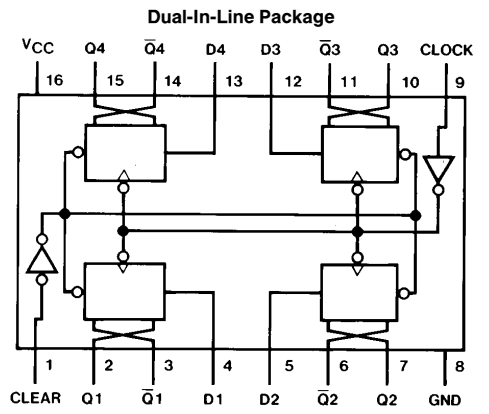 Dual-In-Line Package
VCC Q4 Q̅4 D4 D3 Q̅3 Q3 CLOCK
16 15 14 13 12 11 10 9
1 2 3 4 5 6 7 8
CLEAR Q1 Q̅1 D1 D2 Q̅2 Q2 GND